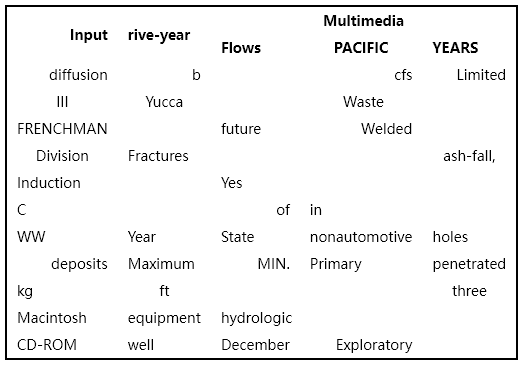 Multimedia
Input rive-year Flows PACIFIC YEARS
diffusion b cfs Limited
III Yucca Waste
FRENCHMAN future Welded
Division Fractures ash-fall,
Induction Yes
C of in
WW Year State nonautomotive holes
deposits Maximum MIN. Primary penetrated
kg ft three
Macintosh equipment hydrologic
CD-ROM well December Exploratory